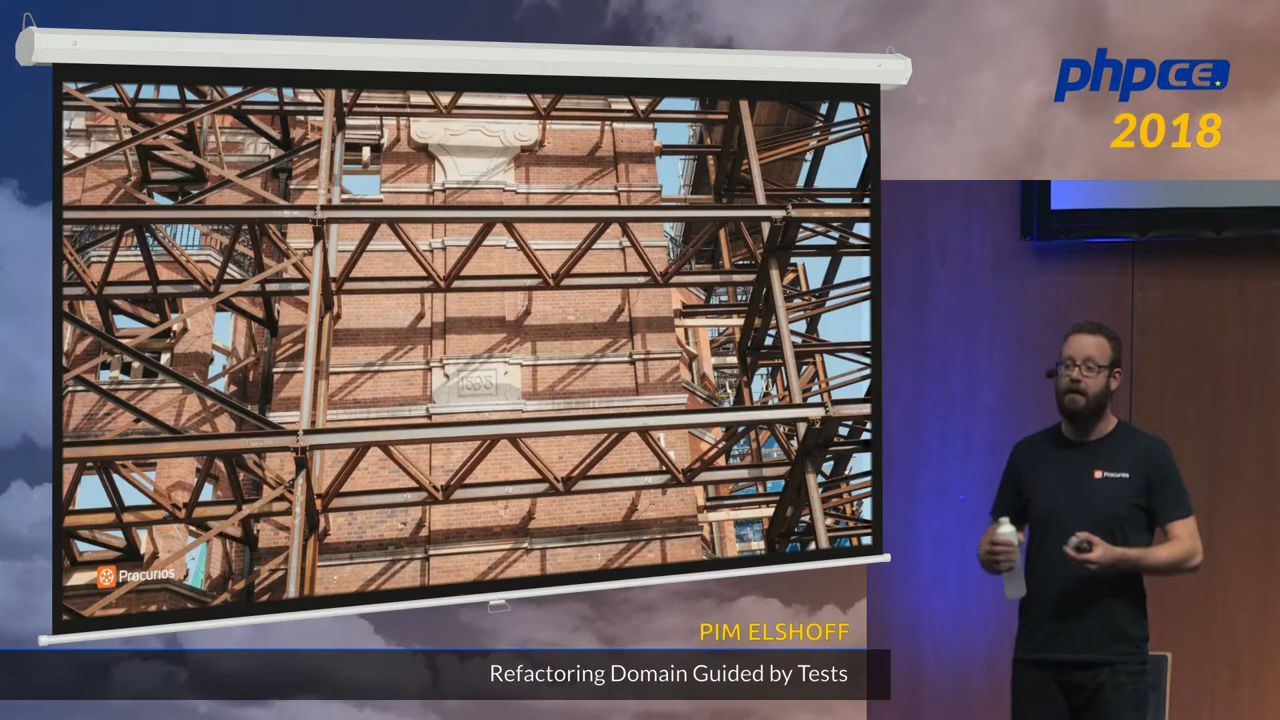 phpCE.
2018
1898
Procurios
Procurios
PIM ELSHOFF
Refactoring Domain Guided by Tests